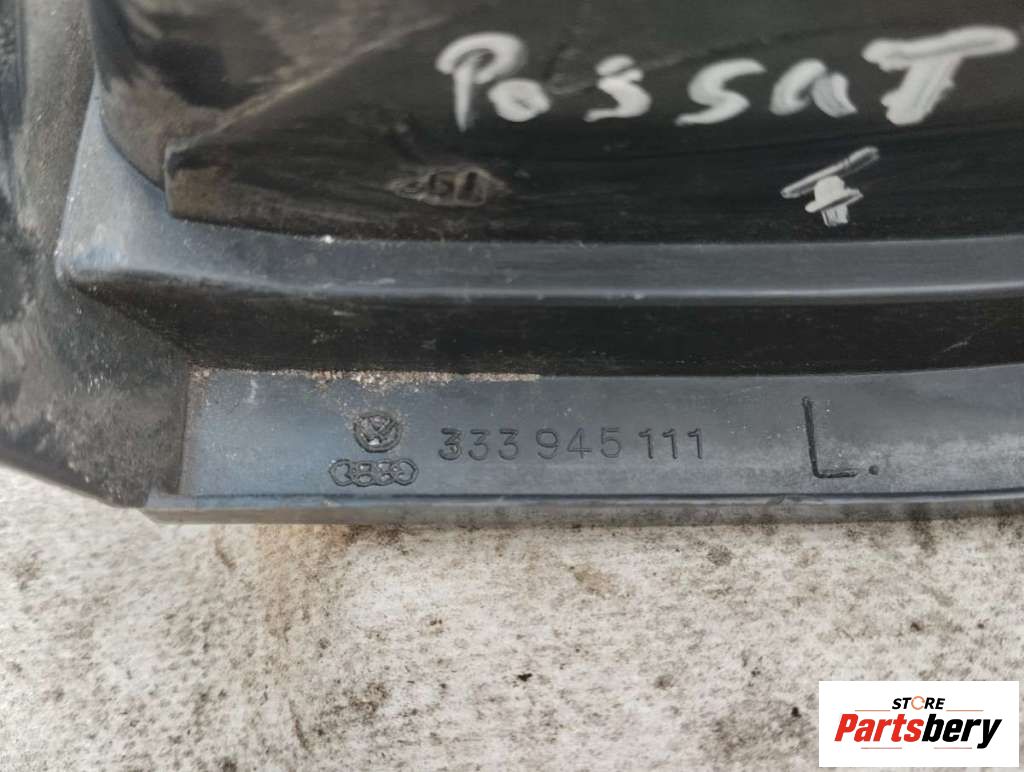 Passat
333 945 111
L.
STORE
Partsbery